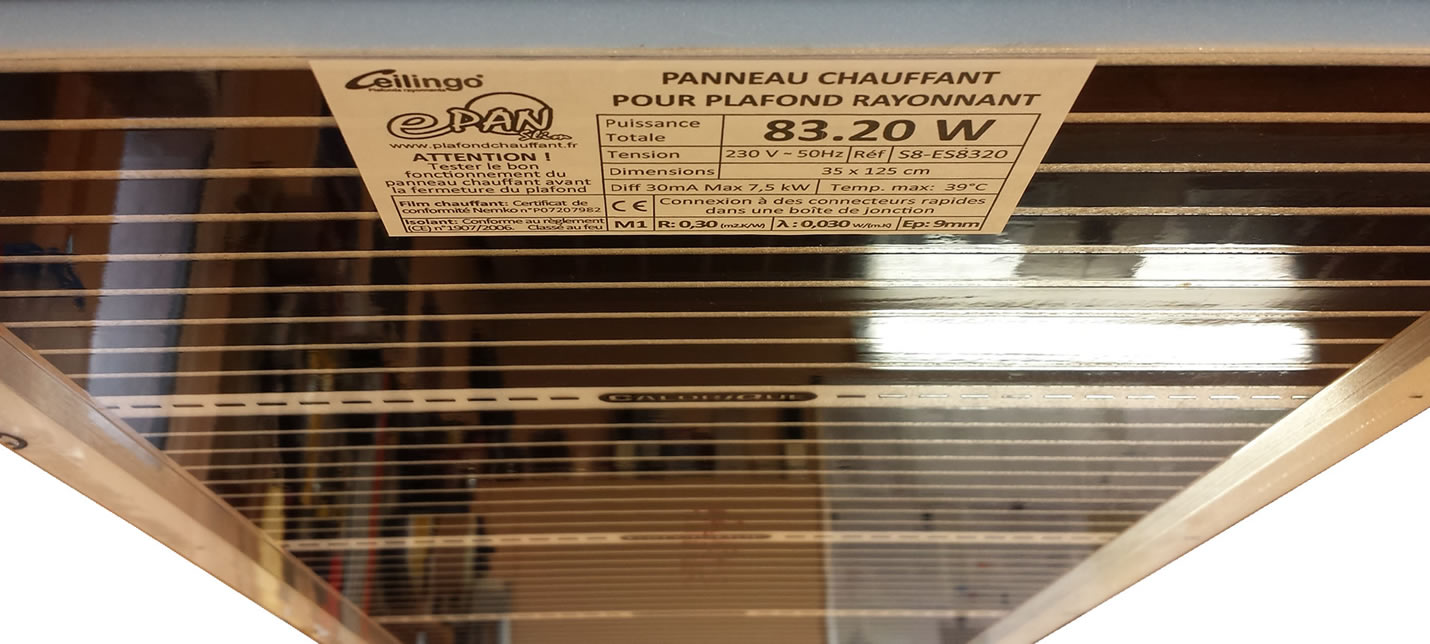 Ceilingo
Plafonds rayonnants
ePAN
Slim
www.plafondchauffant.fr
ATTENTION !
Tester le bon
fonctionnement du
panneau chauffant avant
la fermeture du plafond
Film chauffant: Certificat de
conformité Nemko n°P07207982
Isolant: Conforme au règlement
(CE) n°1907/2006. Classé au feu
PANNEAU CHAUFFANT
POUR PLAFOND RAYONNANT
Puissance
Totale
83.20 W
Tension 230 V ~ 50Hz Réf S8-ES8320
Dimensions 35 x 125 cm
Diff 30mA Max 7,5 kW Temp. max: 39°C
CE Connexion à des connecteurs rapides
dans une boîte de jonction
M1 R: 0,30 (m2.K/W) λ : 0,030 W/(m.K) Ep: 9mm
CALORIQUE